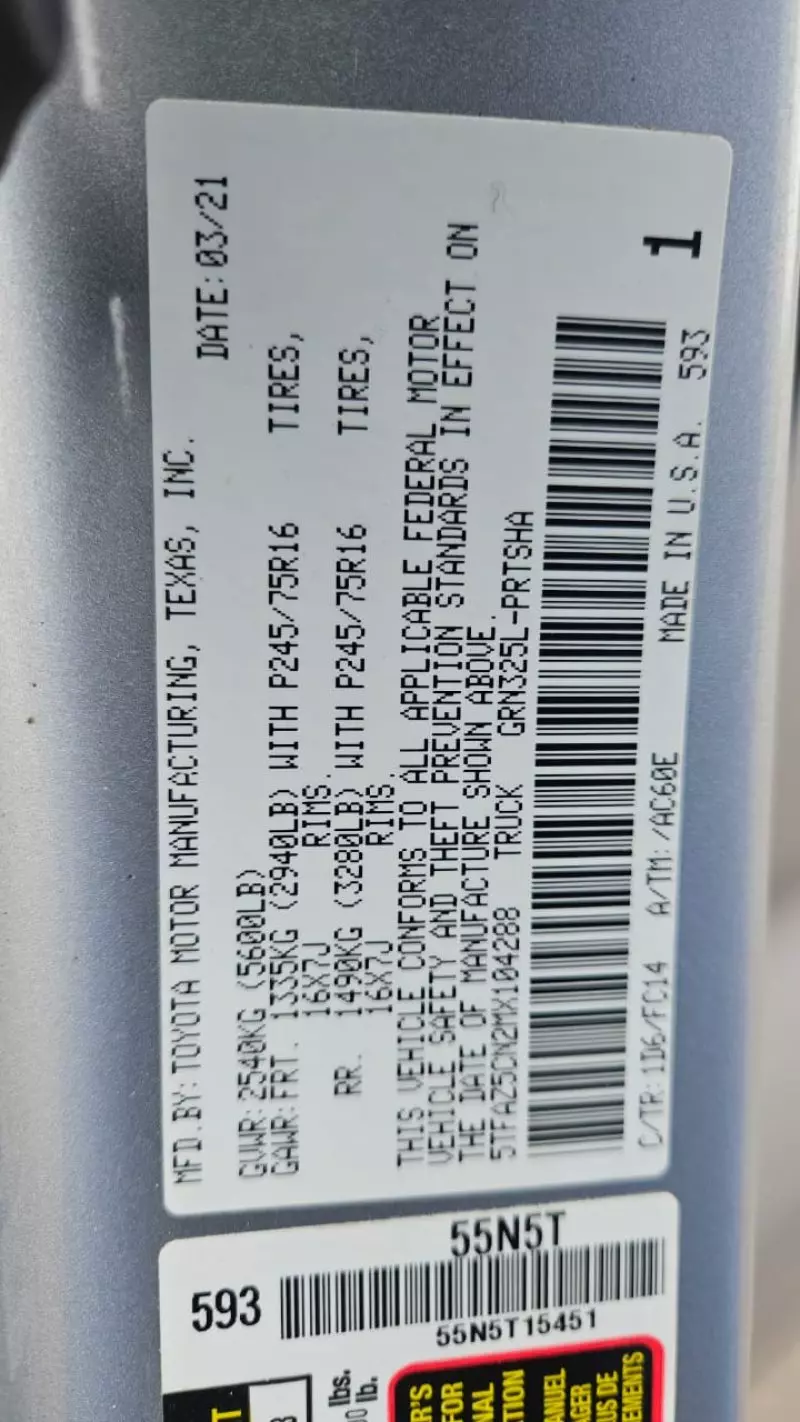 MFD.BY:TOYOTA MOTOR MANUFACTURING, TEXAS, INC.
DATE:03/21
GVWR:2540KG (5600LB)
GAWR:FRT. 1335KG (2940LB) WITH P245/75R16 TIRES,
16X7J RIMS.
RR. 1490KG (3280LB) WITH P245/75R16 TIRES,
16X7J RIMS.
THIS VEHICLE CONFORMS TO ALL APPLICABLE FEDERAL MOTOR
VEHICLE SAFETY AND THEFT PREVENTION STANDARDS IN EFFECT ON
THE DATE OF MANUFACTURE SHOWN ABOVE.
5TFAZ5CN2MX104288 TRUCK GRN325L-PRTSHA
1
C/TR:1D6/FC14 A/TM:/AC60E MADE IN U.S.A. 593
593
55N5T
55N5T15451
lbs.
lb.
FOR